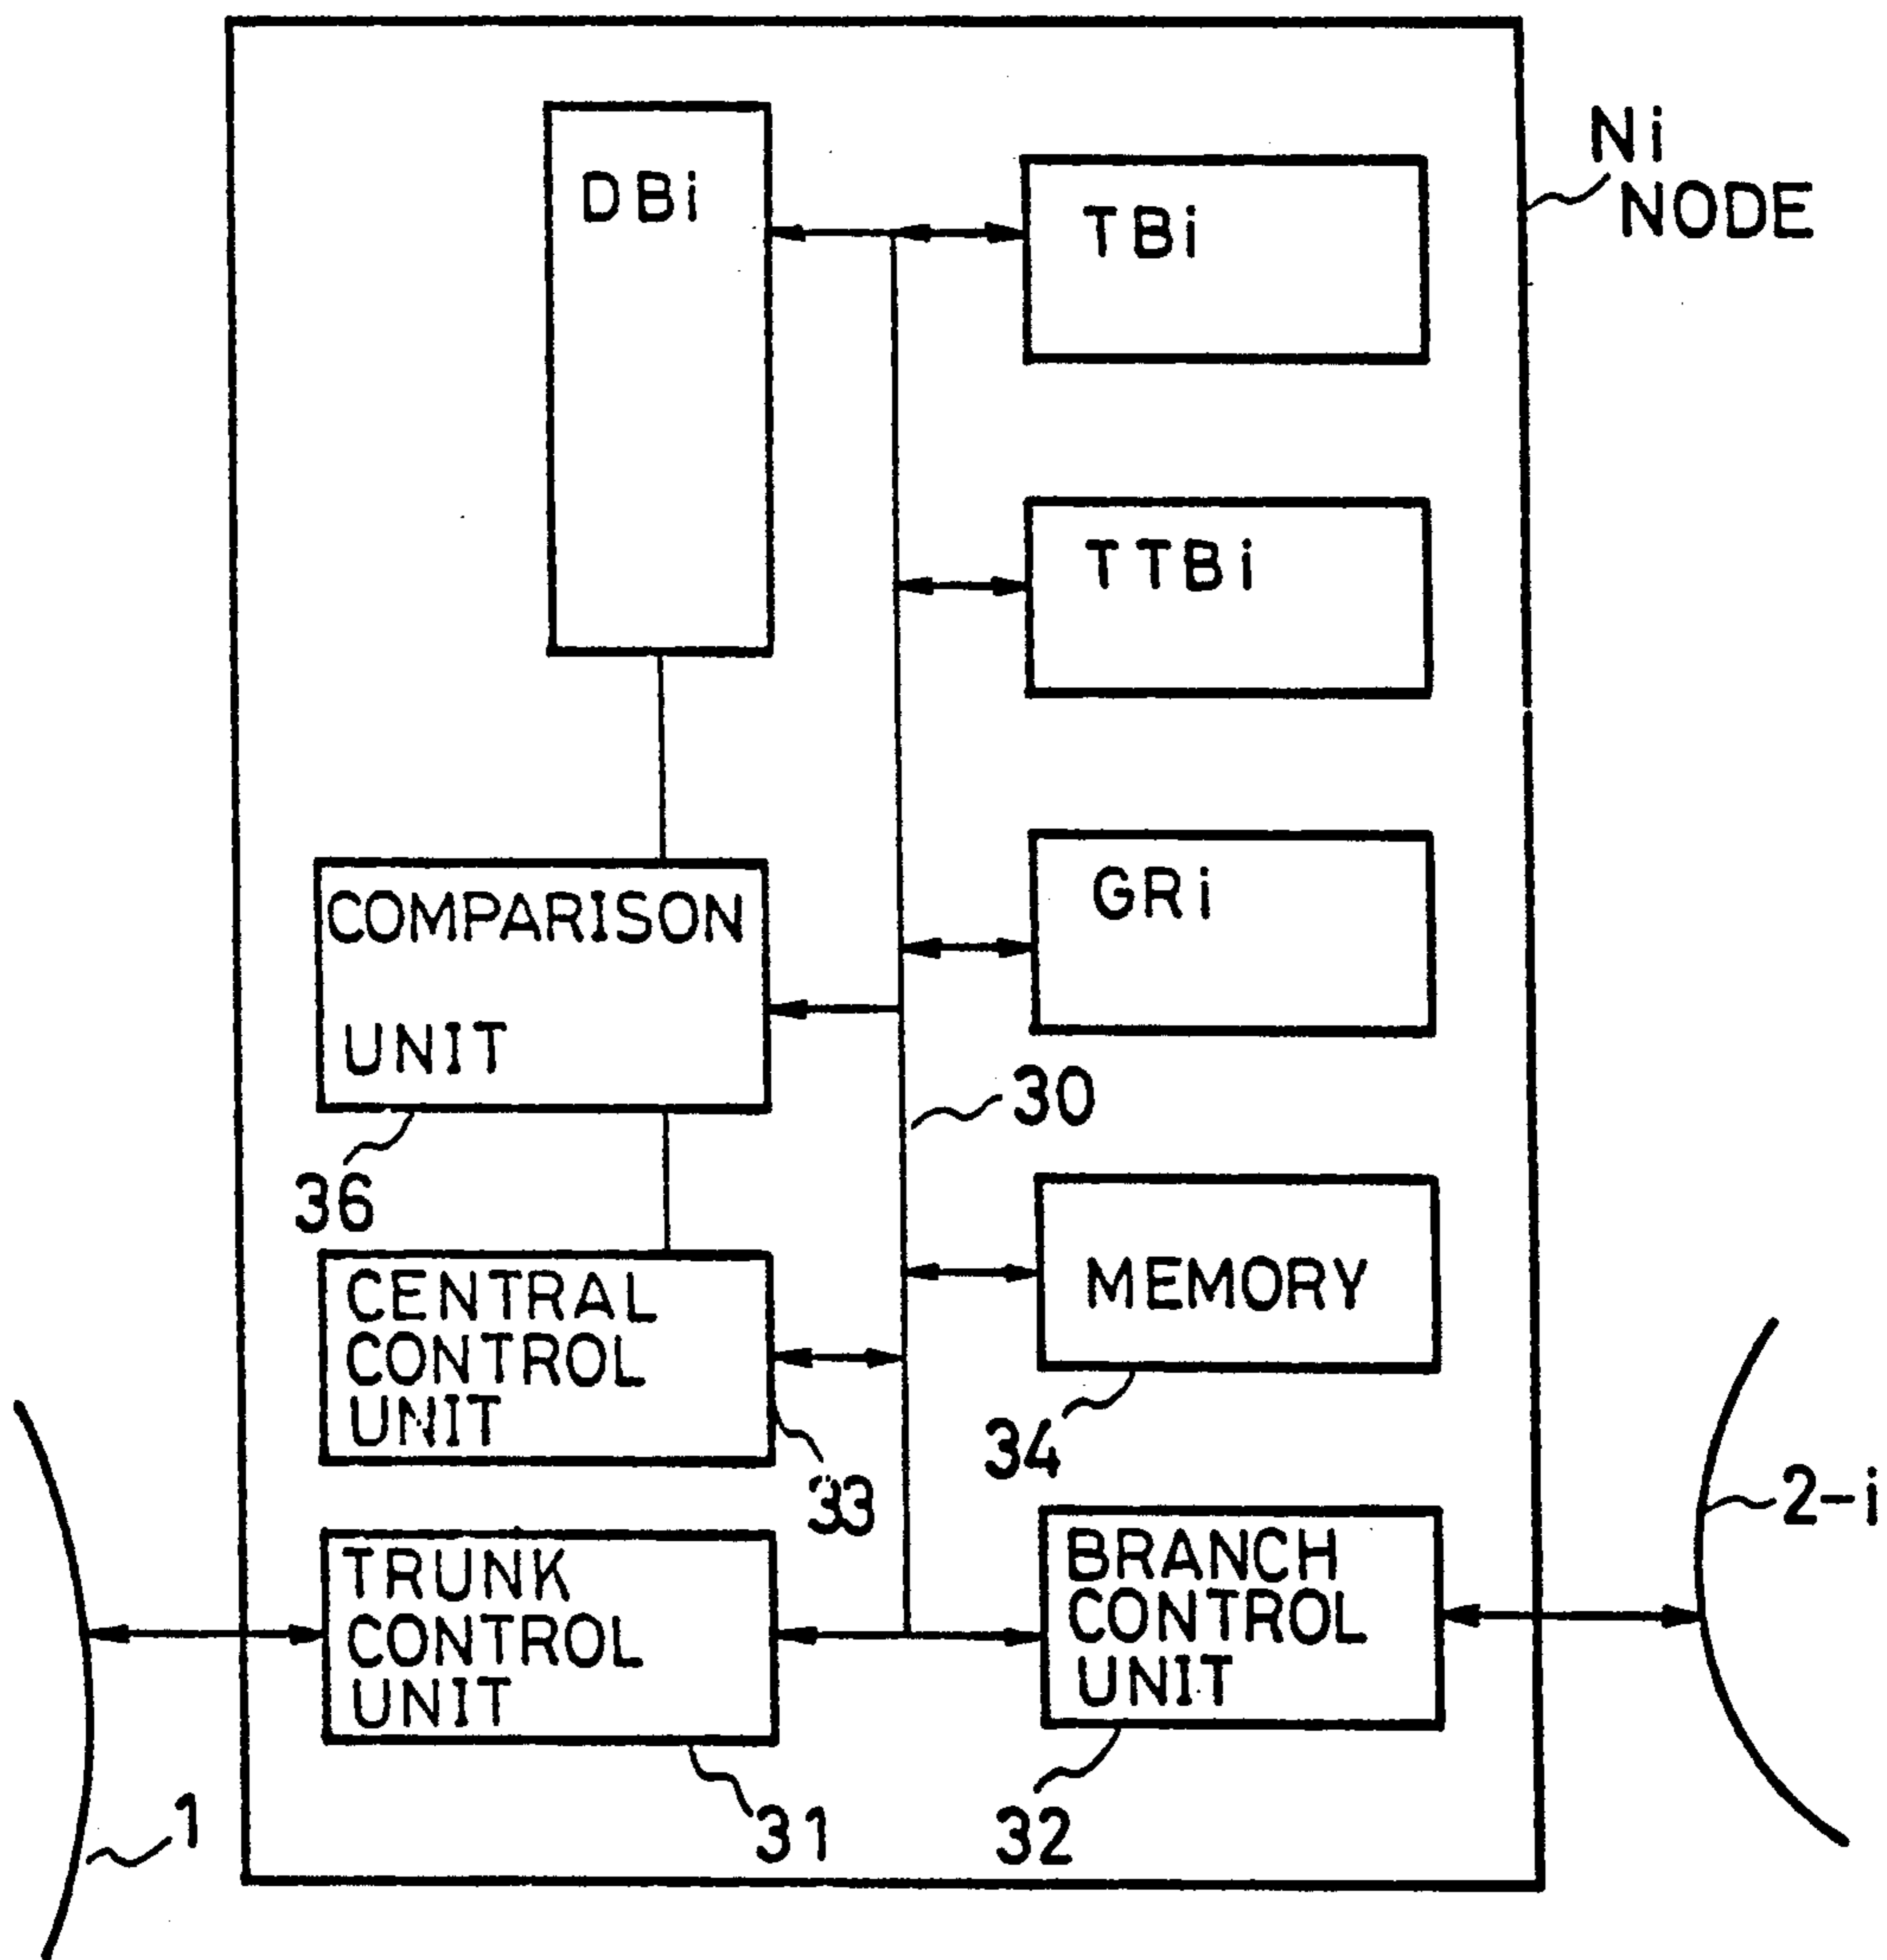 Ni
NODE
DBi
TBi
TTBi
GRi
COMPARISON
UNIT
30
36
MEMORY
CENTRAL
CONTROL
UNIT
34
33
2-i
BRANCH
CONTROL
UNIT
TRUNK
CONTROL
UNIT
1
31
32